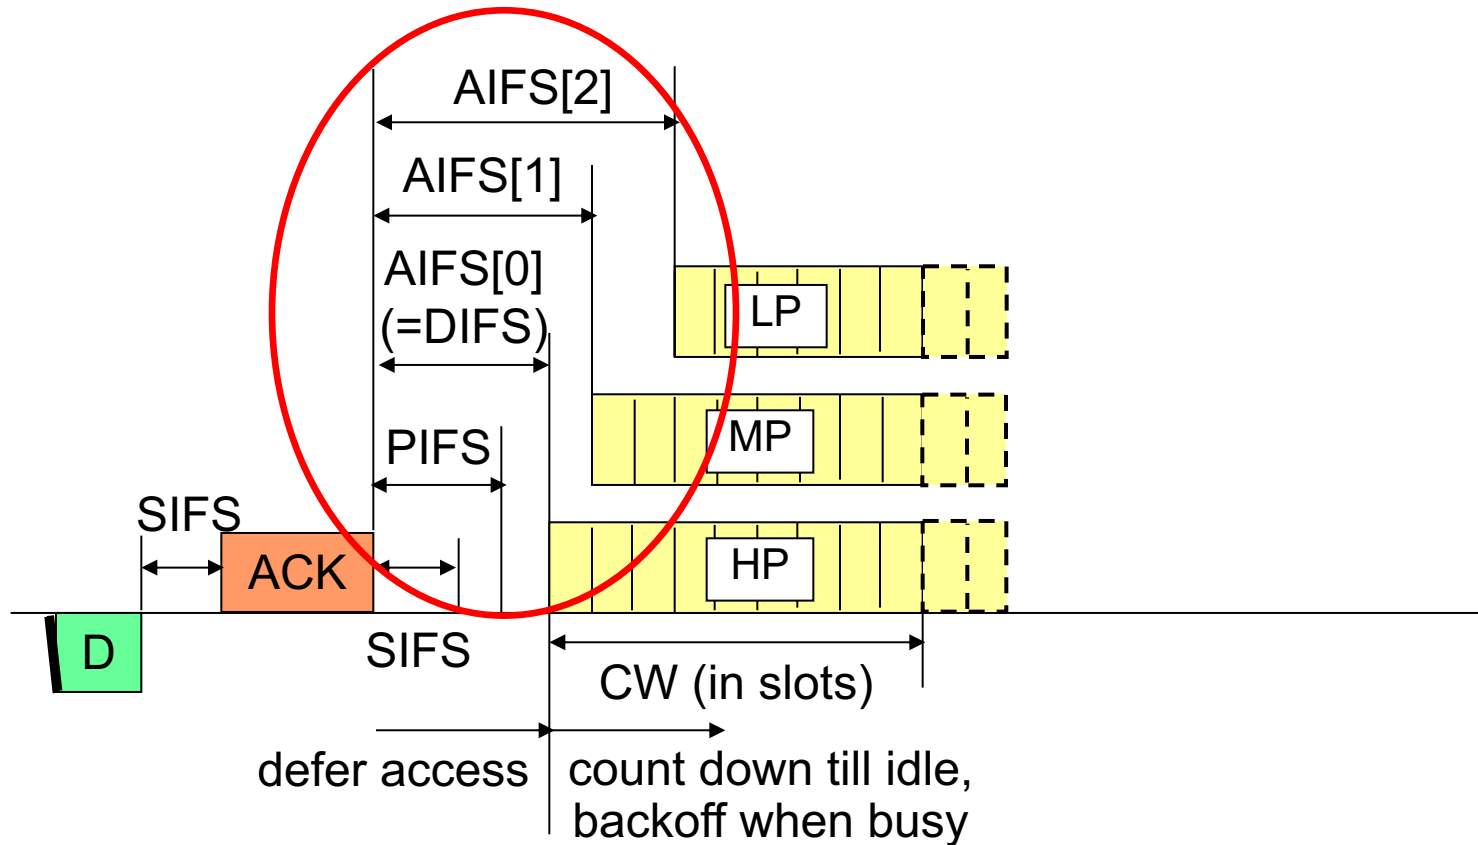 AIFS[2]
AIFS[1]
AIFS[0]
(=DIFS)
LP
PIFS
MP
SIFS
ACK
HP
D
SIFS
CW (in slots)
defer access
count down till idle,
backoff when busy